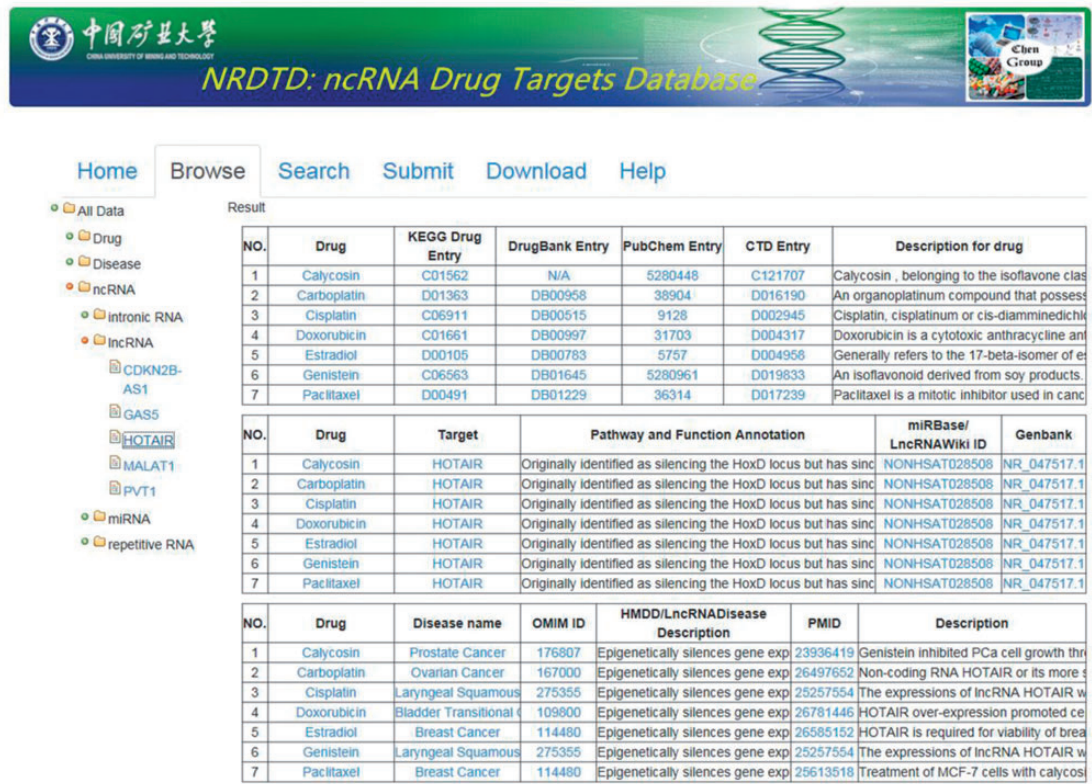 中国矿业大学
CHINA UNIVERSITY OF MINING AND TECHNOLOGY
Chen
Group
NRDTD: ncRNA Drug Targets Database
Home Browse Search Submit Download Help
All Data
Drug
Disease
ncRNA
intronic RNA
lncRNA
CDKN2B-
AS1
GAS5
HOTAIR
MALAT1
PVT1
miRNA
repetitive RNA
Result
NO. Drug KEGG Drug Entry DrugBank Entry PubChem Entry CTD Entry Description for drug
1 Calycosin C01562 N/A 5280448 C121707 Calycosin , belonging to the isoflavone clas
2 Carboplatin D01363 DB00958 38904 D016190 An organoplatinum compound that possess
3 Cisplatin C06911 DB00515 9128 D002945 Cisplatin, cisplatinum or cis-diamminedichlo
4 Doxorubicin C01661 DB00997 31703 D004317 Doxorubicin is a cytotoxic anthracycline an
5 Estradiol D00105 DB00783 5757 D004958 Generally refers to the 17-beta-isomer of es
6 Genistein C06563 DB01645 5280961 D019833 An isoflavonoid derived from soy products.
7 Paclitaxel D00491 DB01229 36314 D017239 Paclitaxel is a mitotic inhibitor used in canc
NO. Drug Target Pathway and Function Annotation miRBase/ LncRNAWiki ID Genbank
1 Calycosin HOTAIR Originally identified as silencing the HoxD locus but has sinc NONHSAT028508 NR_047517.1
2 Carboplatin HOTAIR Originally identified as silencing the HoxD locus but has sinc NONHSAT028508 NR_047517.1
3 Cisplatin HOTAIR Originally identified as silencing the HoxD locus but has sinc NONHSAT028508 NR_047517.1
4 Doxorubicin HOTAIR Originally identified as silencing the HoxD locus but has sinc NONHSAT028508 NR_047517.1
5 Estradiol HOTAIR Originally identified as silencing the HoxD locus but has sinc NONHSAT028508 NR_047517.1
6 Genistein HOTAIR Originally identified as silencing the HoxD locus but has sinc NONHSAT028508 NR_047517.1
7 Paclitaxel HOTAIR Originally identified as silencing the HoxD locus but has sinc NONHSAT028508 NR_047517.1
NO. Drug Disease name OMIM ID HMDD/LncRNADisease Description PMID Description
1 Calycosin Prostate Cancer 176807 Epigenetically silences gene exp 23936419 Genistein inhibited PCa cell growth thro
2 Carboplatin Ovarian Cancer 167000 Epigenetically silences gene exp 26497652 Non-coding RNA HOTAIR or its more s
3 Cisplatin Laryngeal Squamous 275355 Epigenetically silences gene exp 25257554 The expressions of lncRNA HOTAIR w
4 Doxorubicin Bladder Transitional C 109800 Epigenetically silences gene exp 26781446 HOTAIR over-expression promoted ce
5 Estradiol Breast Cancer 114480 Epigenetically silences gene exp 26585152 HOTAIR is required for viability of brea
6 Genistein Laryngeal Squamous 275355 Epigenetically silences gene exp 25257554 The expressions of lncRNA HOTAIR w
7 Paclitaxel Breast Cancer 114480 Epigenetically silences gene exp 25613518 Treatment of MCF-7 cells with calycos